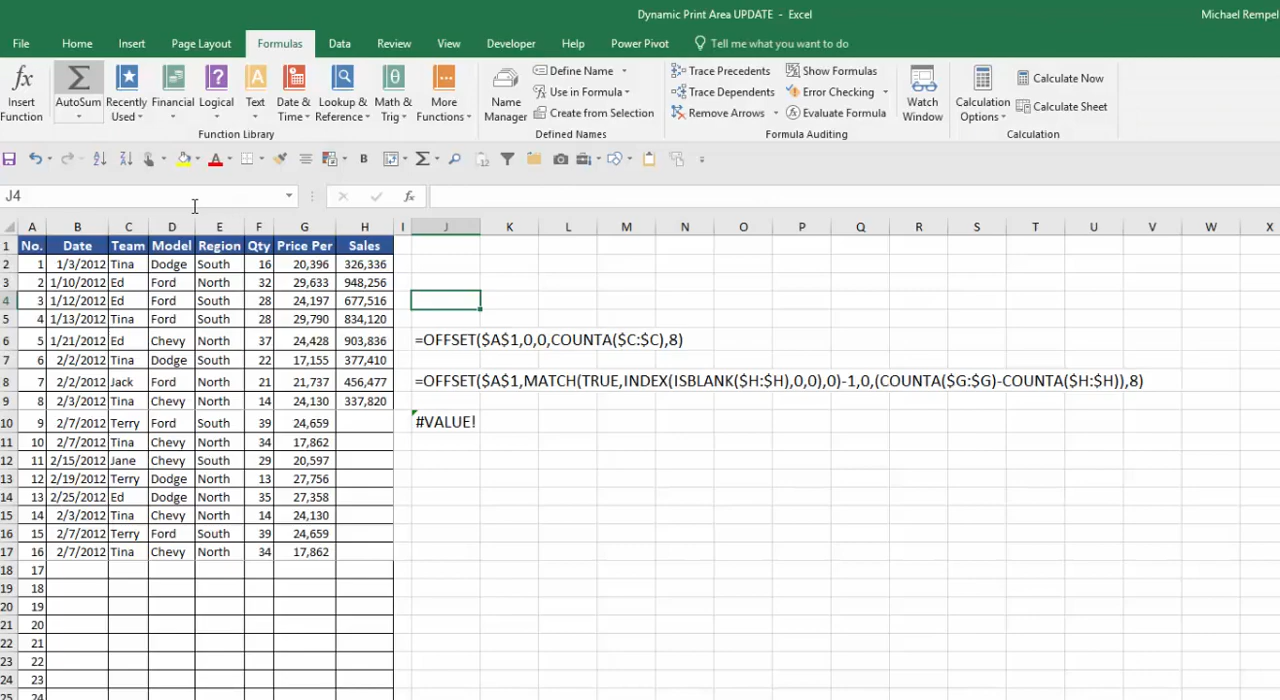 Dynamic Print Area UPDATE - Excel
Michael Rempel
File Home Insert Page Layout Formulas Data Review View Developer Help Power Pivot Tell me what you want to do
fx Insert Function
Σ AutoSum
Recently Used
Financial
Logical
Text
Date & Time
Lookup & Reference
Math & Trig
More Functions
Function Library
Name Manager
Define Name
Use in Formula
Create from Selection
Defined Names
Trace Precedents
Trace Dependents
Remove Arrows
Show Formulas
Error Checking
Evaluate Formula
Formula Auditing
Watch Window
Calculation Options
Calculate Now
Calculate Sheet
Calculation
J4 fx
A B C D E F G H I J K L M N O P Q R S T U V W X
1 No. Date Team Model Region Qty Price Per Sales
2 1 1/3/2012 Tina Dodge South 16 20,396 326,336
3 2 1/10/2012 Ed Ford North 32 29,633 948,256
4 3 1/12/2012 Ed Ford South 28 24,197 677,516
5 4 1/13/2012 Tina Ford South 28 29,790 834,120
6 5 1/21/2012 Ed Chevy North 37 24,428 903,836 =OFFSET($A$1,0,0,COUNTA($C:$C),8)
7 6 2/2/2012 Tina Dodge South 22 17,155 377,410
8 7 2/2/2012 Jack Ford North 21 21,737 456,477 =OFFSET($A$1,MATCH(TRUE,INDEX(ISBLANK($H:$H),0,0),0)-1,0,(COUNTA($G:$G)-COUNTA($H:$H)),8)
9 8 2/3/2012 Tina Chevy North 14 24,130 337,820
10 9 2/7/2012 Terry Ford South 39 24,659 #VALUE!
11 10 2/7/2012 Tina Chevy North 34 17,862
12 11 2/15/2012 Jane Chevy South 29 20,597
13 12 2/19/2012 Terry Dodge North 13 27,756
14 13 2/25/2012 Ed Dodge North 35 27,358
15 14 2/3/2012 Tina Chevy North 14 24,130
16 15 2/7/2012 Terry Ford South 39 24,659
17 16 2/7/2012 Tina Chevy North 34 17,862
18 17
19 18
20 19
21 20
22 21
23 22
24 23
25 24